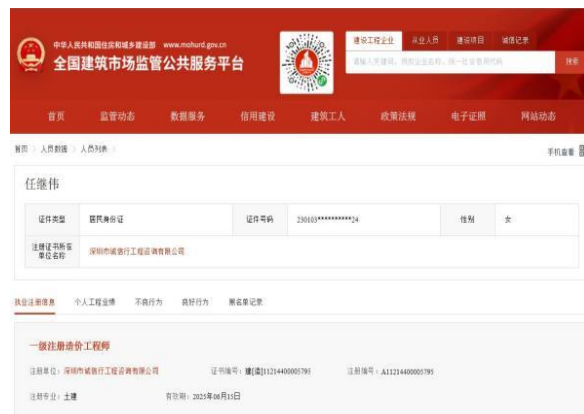 中华人民共和国住房和城乡建设部 www.mohurd.gov.cn
全国建筑市场监管公共服务平台
建设工程企业 从业人员 建设项目 诚信记录
搜索
首页 监管动态 数据服务 信用建设 建筑工人 政策法规 电子证照 网站动态
首页 > 人员数据 > 人员列表 >
手机查看
任继伟
证件类型 居民身份证 证件号码 230103**********24 性别 女
注册证书所在单位名称 深圳市诚信行工程咨询有限公司
执业注册信息 个人工程业绩 不良行为 良好行为 黑名单记录
一级注册造价工程师
注册单位：深圳市诚信行工程咨询有限公司 证书编号：建[造]11214400005795 注册编号：A11214400005795
注册专业：土建 有效期：2025年06月15日